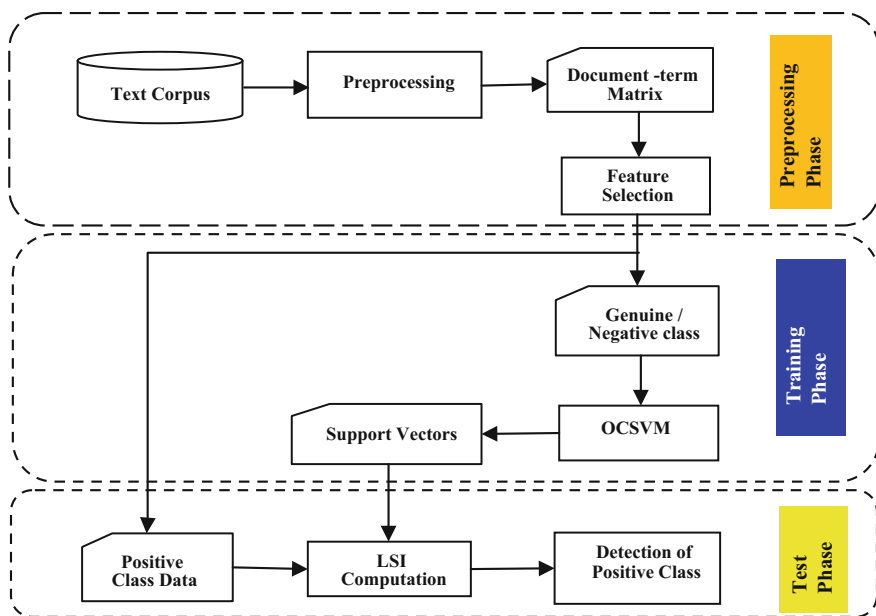 Text Corpus
Preprocessing
Document -term
Matrix
Feature
Selection
Preprocessing
Phase
Genuine /
Negative class
OCSVM
Support Vectors
Training
Phase
Positive
Class Data
LSI
Computation
Detection of
Positive Class
Test
Phase